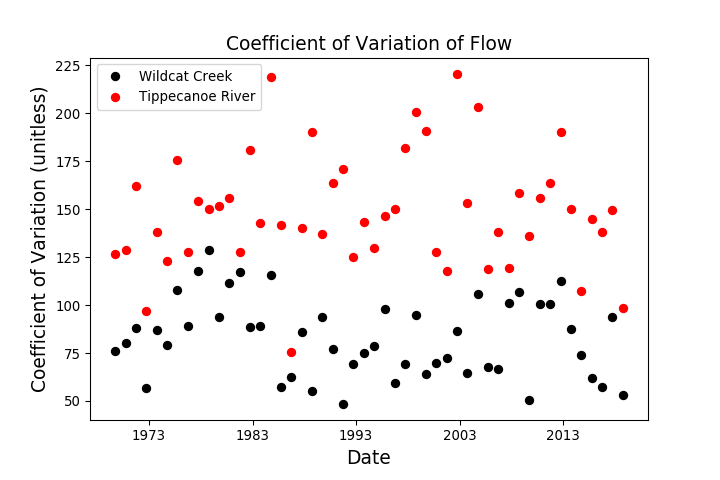 Coefficient of Variation of Flow
Wildcat Creek
Tippecanoe River
Coefficient of Variation (unitless)
225
200
175
150
125
100
75
50
1973
1983
1993
2003
2013
Date